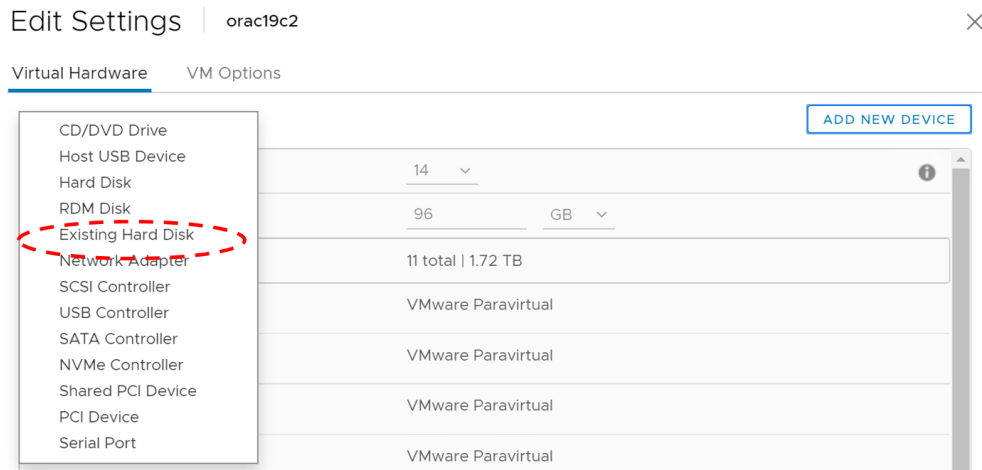 Edit Settings orac19c2
Virtual Hardware VM Options
ADD NEW DEVICE
CD/DVD Drive
Host USB Device
Hard Disk
RDM Disk
Existing Hard Disk
Network Adapter
SCSI Controller
USB Controller
SATA Controller
NVMe Controller
Shared PCI Device
PCI Device
Serial Port
14
96 GB
11 total | 1.72 TB
VMware Paravirtual
VMware Paravirtual
VMware Paravirtual
VMware Paravirtual